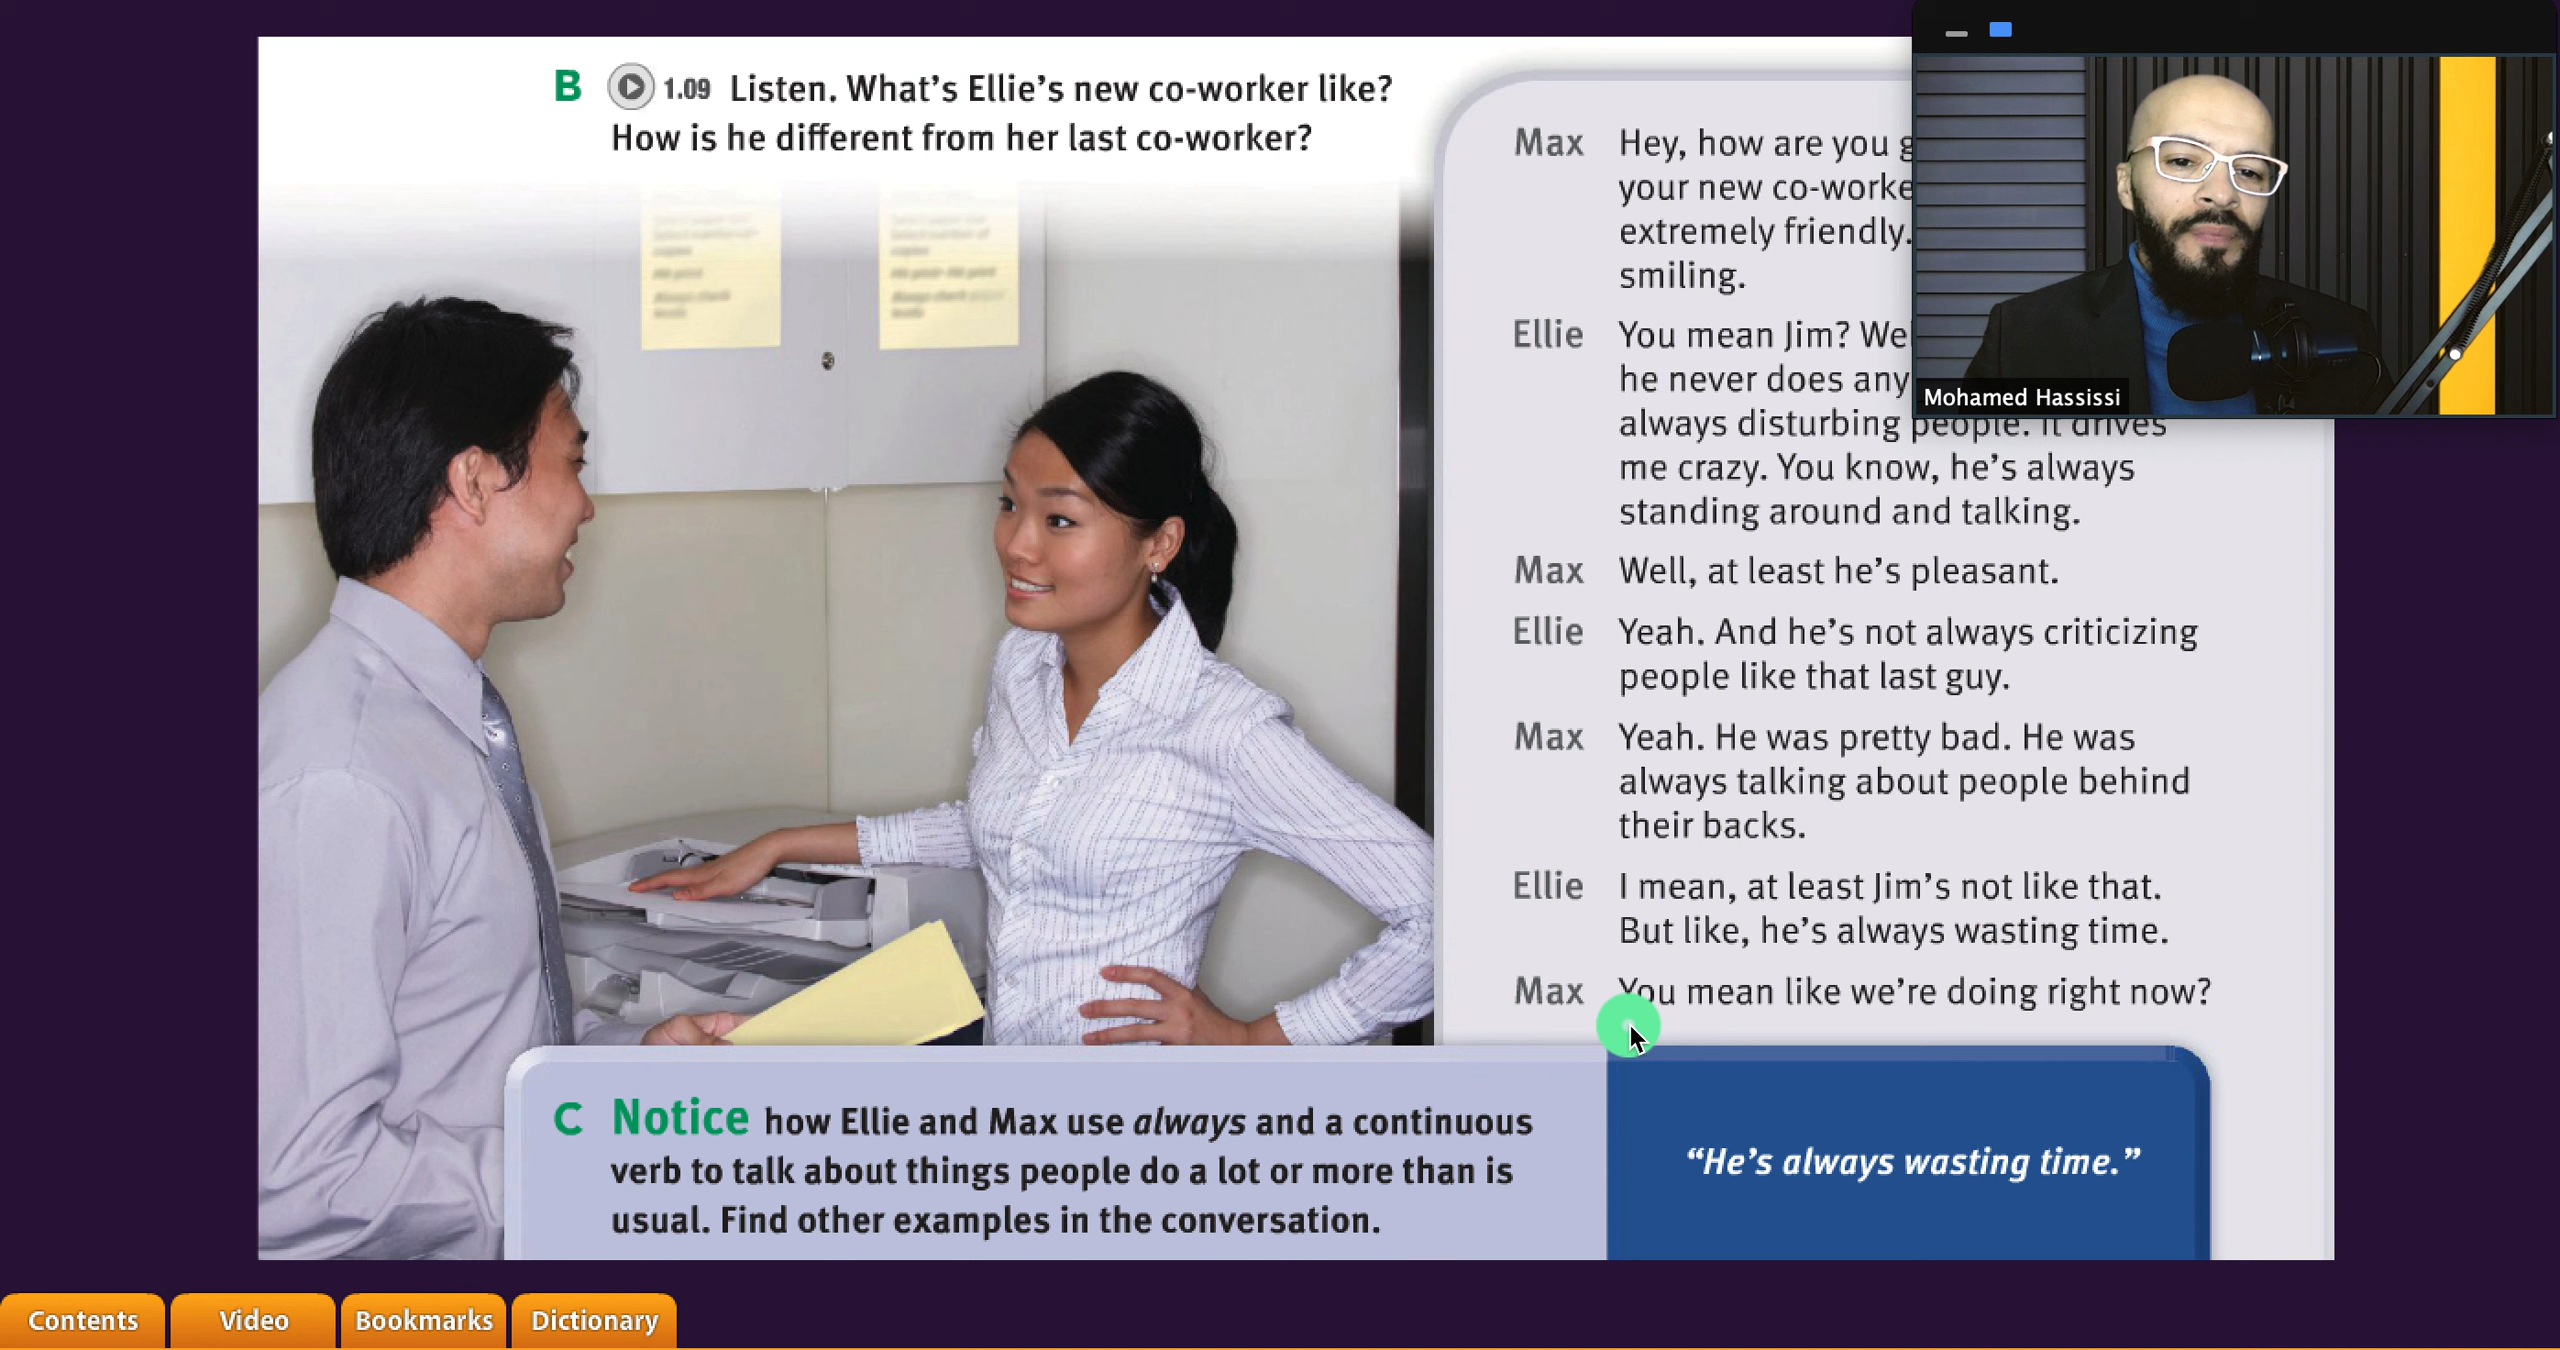 B 1.09 Listen. What's Ellie's new co-worker like?
How is he different from her last co-worker?
Max Hey, how are you
your new co-worke
extremely friendly.
smiling.
Ellie You mean Jim? We
he never does any
always disturbing people. It drives
me crazy. You know, he's always
standing around and talking.
Max Well, at least he's pleasant.
Ellie Yeah. And he's not always criticizing
people like that last guy.
Max Yeah. He was pretty bad. He was
always talking about people behind
their backs.
Ellie I mean, at least Jim's not like that.
But like, he's always wasting time.
Max You mean like we're doing right now?
C Notice how Ellie and Max use always and a continuous
verb to talk about things people do a lot or more than is
usual. Find other examples in the conversation.
“He's always wasting time.”
Mohamed Hassissi
Contents
Video
Bookmarks
Dictionary